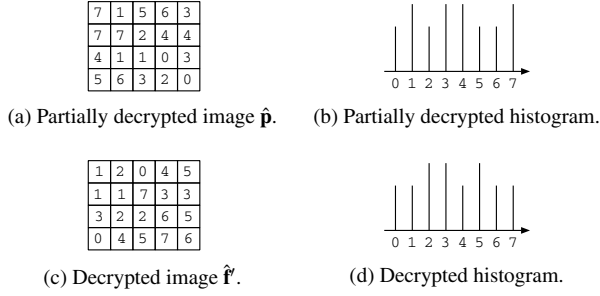 7 1 5 6 3
7 7 2 4 4
4 1 1 0 3
5 6 3 2 0
0 1 2 3 4 5 6 7
(a) Partially decrypted image p̂.
(b) Partially decrypted histogram.
1 2 0 4 5
1 1 7 3 3
3 2 2 6 5
0 4 5 7 6
0 1 2 3 4 5 6 7
(c) Decrypted image f̂′.
(d) Decrypted histogram.